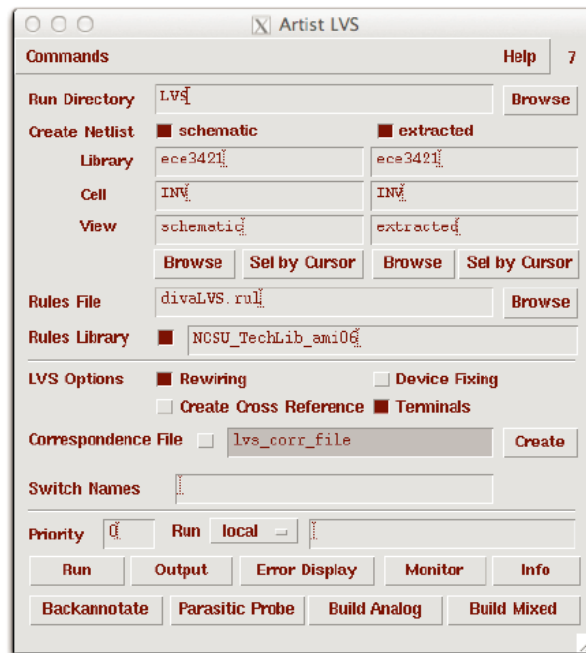 Artist LVS
Commands Help 7
Run Directory LVS Browse
Create Netlist schematic extracted
Library ece3421 ece3421
Cell INV INV
View schematic extracted
Browse Sel by Cursor Browse Sel by Cursor
Rules File divaLVS.rul Browse
Rules Library NCSU_TechLib_ami06
LVS Options Rewiring Device Fixing
Create Cross Reference Terminals
Correspondence File lvs_corr_file Create
Switch Names
Priority 0 Run local
Run Output Error Display Monitor Info
Backannotate Parasitic Probe Build Analog Build Mixed